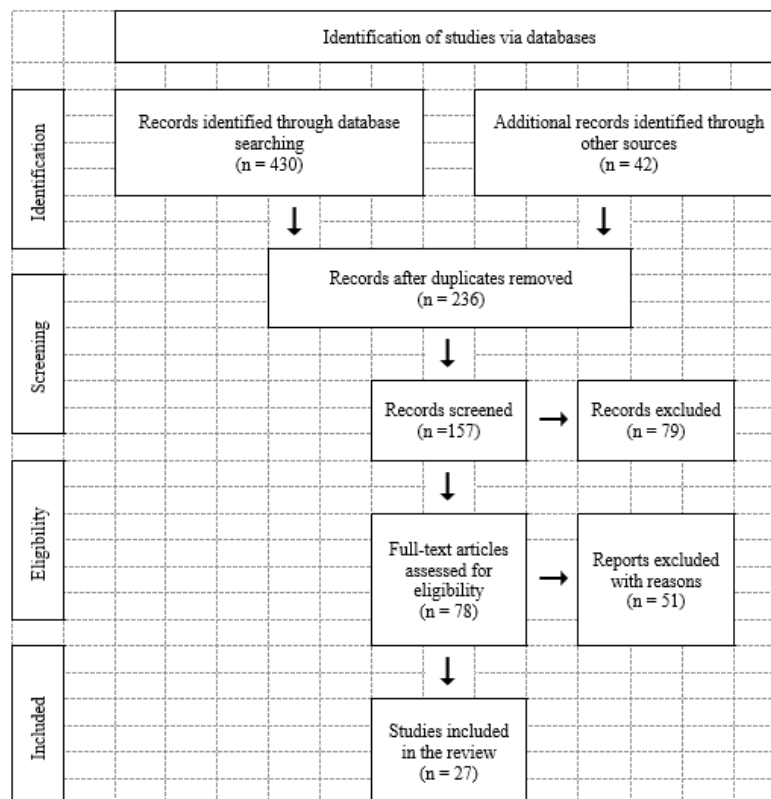 Identification of studies via databases
Identification
Records identified through database
searching
(n = 430)
Additional records identified through
other sources
(n = 42)
Records after duplicates removed
(n = 236)
Screening
Records screened
(n =157)
Records excluded
(n = 79)
Eligibility
Full-text articles
assessed for
eligibility
(n = 78)
Reports excluded
with reasons
(n = 51)
Included
Studies included
in the review
(n = 27)